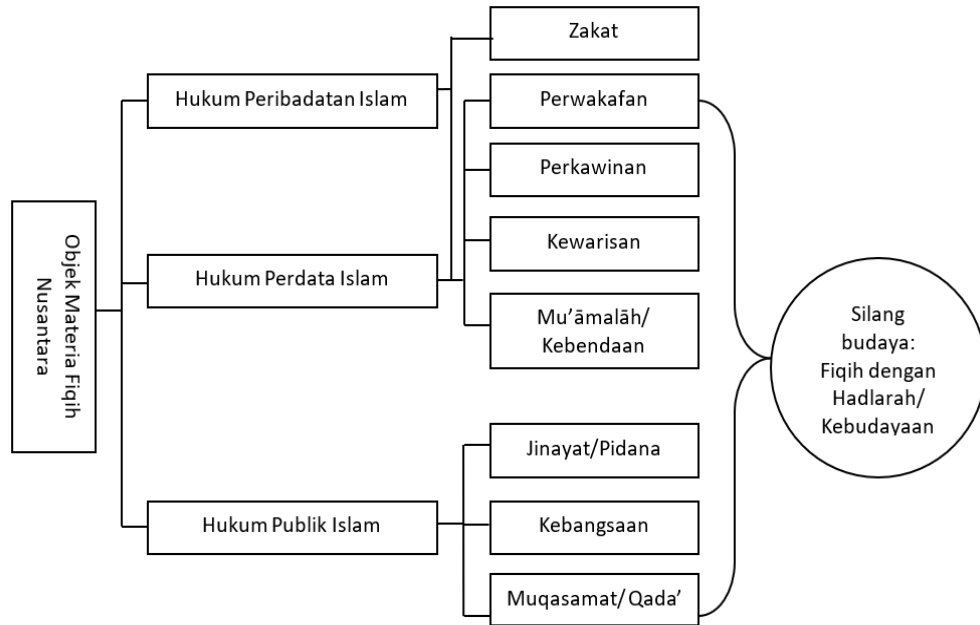 Objek Materia Fiqih
Nusantara
Hukum Peribadatan Islam
Hukum Perdata Islam
Hukum Publik Islam
Zakat
Perwakafan
Perkawinan
Kewarisan
Mu’āmalāh/
Kebendaan
Jinayat/Pidana
Kebangsaan
Muqasamat/ Qada’
Silang
budaya:
Fiqih dengan
Hadlarah/
Kebudayaan